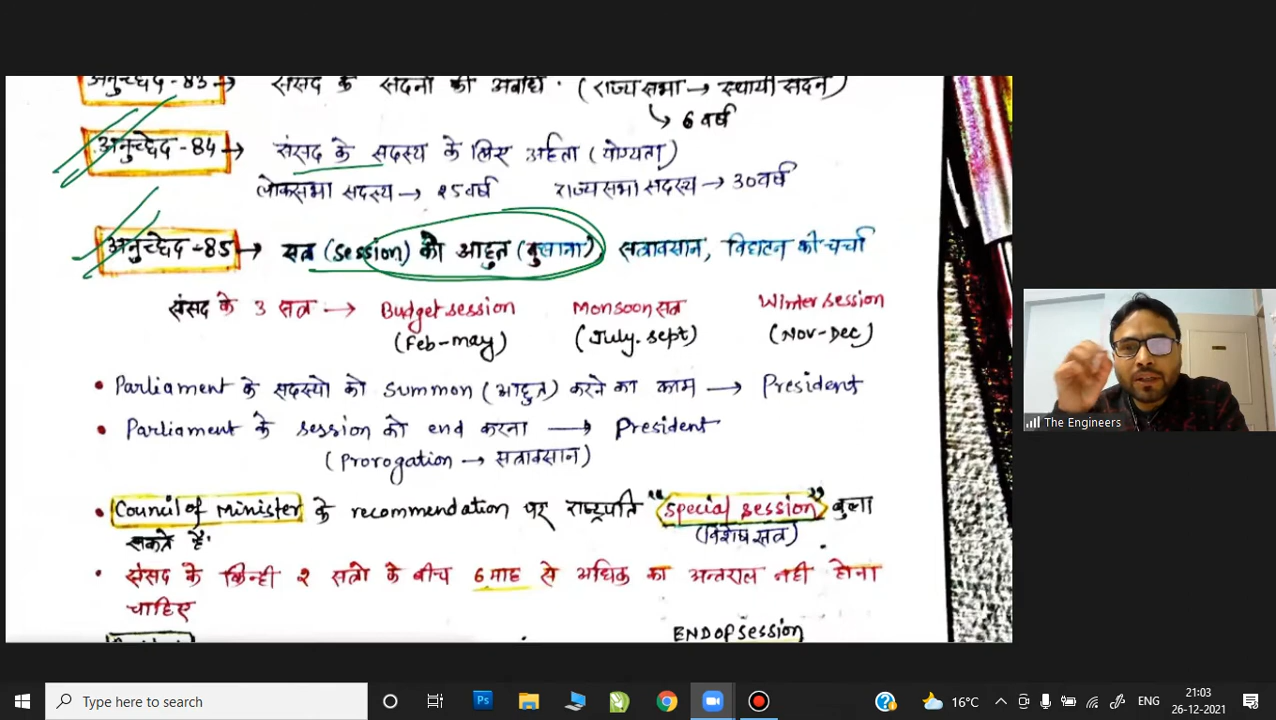 अनुच्छेद-83 → संसद के सदनों की अवधि. (राज्यसभा → स्थायी सदन)
↳ 6 वर्ष
अनुच्छेद-84 → संसद के सदस्य के लिए अर्हता (योग्यता)
लोकसभा सदस्य → २5 वर्ष राज्यसभा सदस्य → 30 वर्ष
अनुच्छेद-85 → सत्र (session) को आहुत (बुलाना) सत्रावसान, विघटन की चर्चा
संसद के 3 सत्र → Budget session Monsoon सत्र Winter session
(Feb-may) (July-sept) (Nov-Dec)
• Parliament के सदस्यो को summon (आहुत) करने का काम → President
• Parliament के session को end करना → President
(Prorogation → सत्रावसान)
• Council of Minister के recommendation पर राष्ट्रपति "special session" बुला
(विशेष सत्र)
सकते हैं.
• संसद के किन्ही २ सत्रो के बीच 6 माह से अधिक का अन्तराल नही होना
चाहिए
END OF session
The Engineers
Type here to search
Ps
16°C
ENG
21:03
26-12-2021